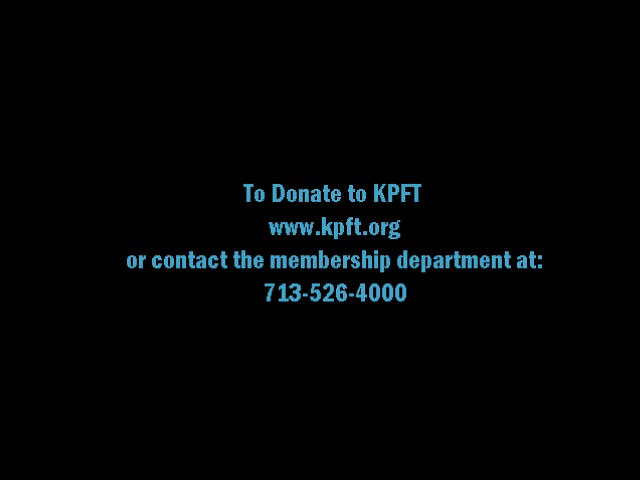 To Donate to KPFT
www.kpft.org
or contact the membership department at:
713-526-4000